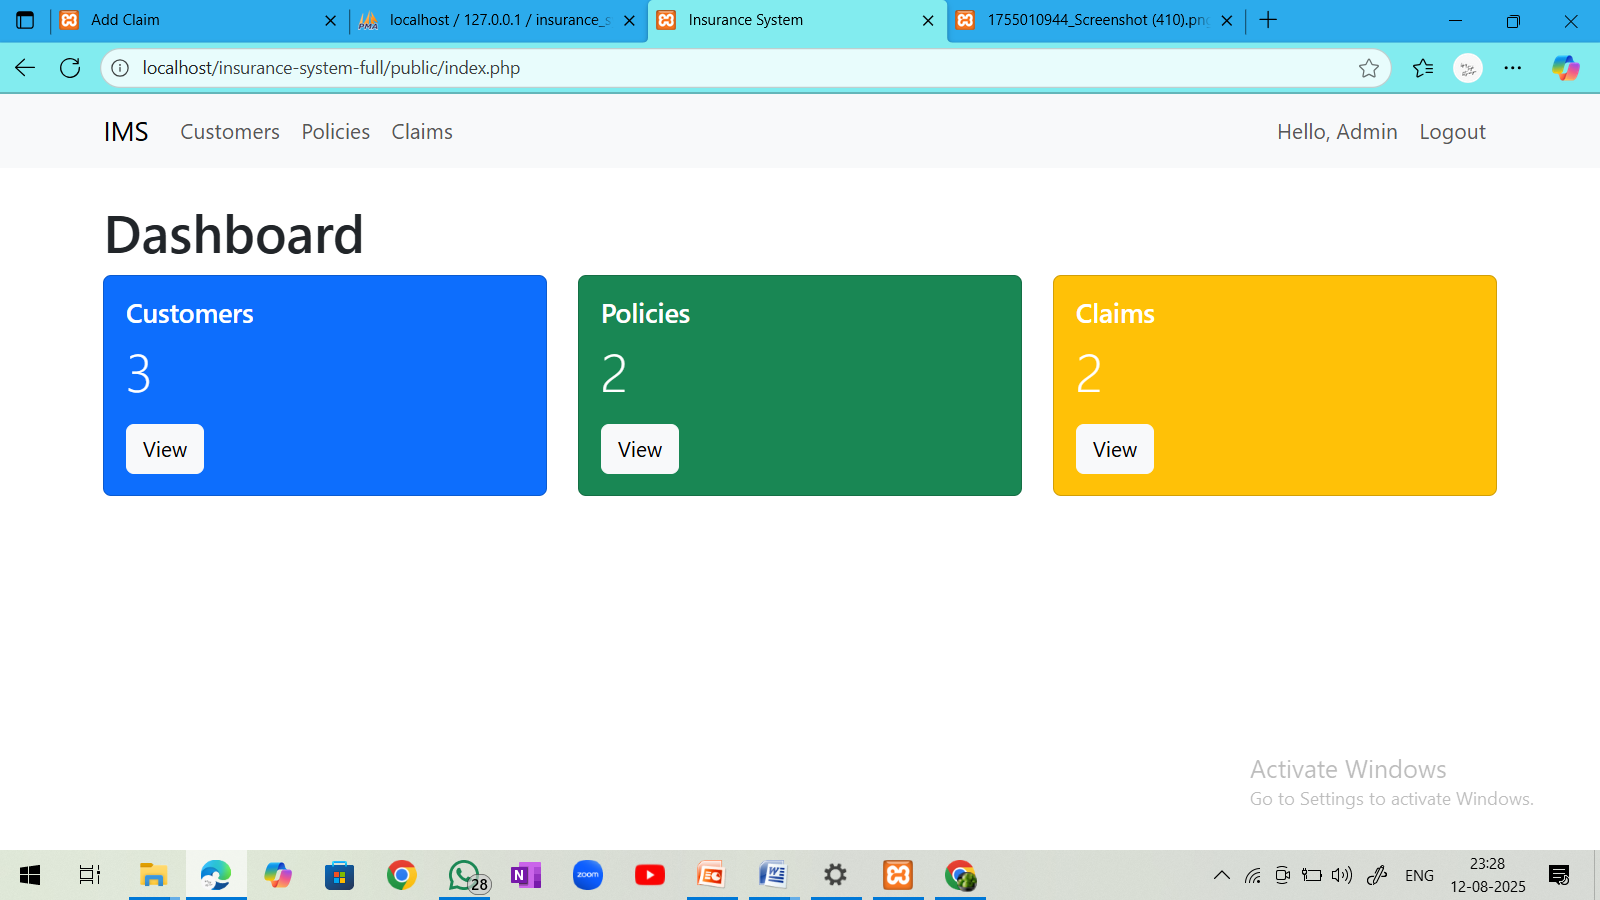 Add Claim
localhost / 127.0.0.1 / insurance_s
Insurance System
1755010944_Screenshot (410).png
localhost/insurance-system-full/public/index.php
IMS Customers Policies Claims Hello, Admin Logout
Dashboard
Customers
3
View
Policies
2
View
Claims
2
View
Activate Windows
Go to Settings to activate Windows.
28
zoom
ENG
23:28
12-08-2025